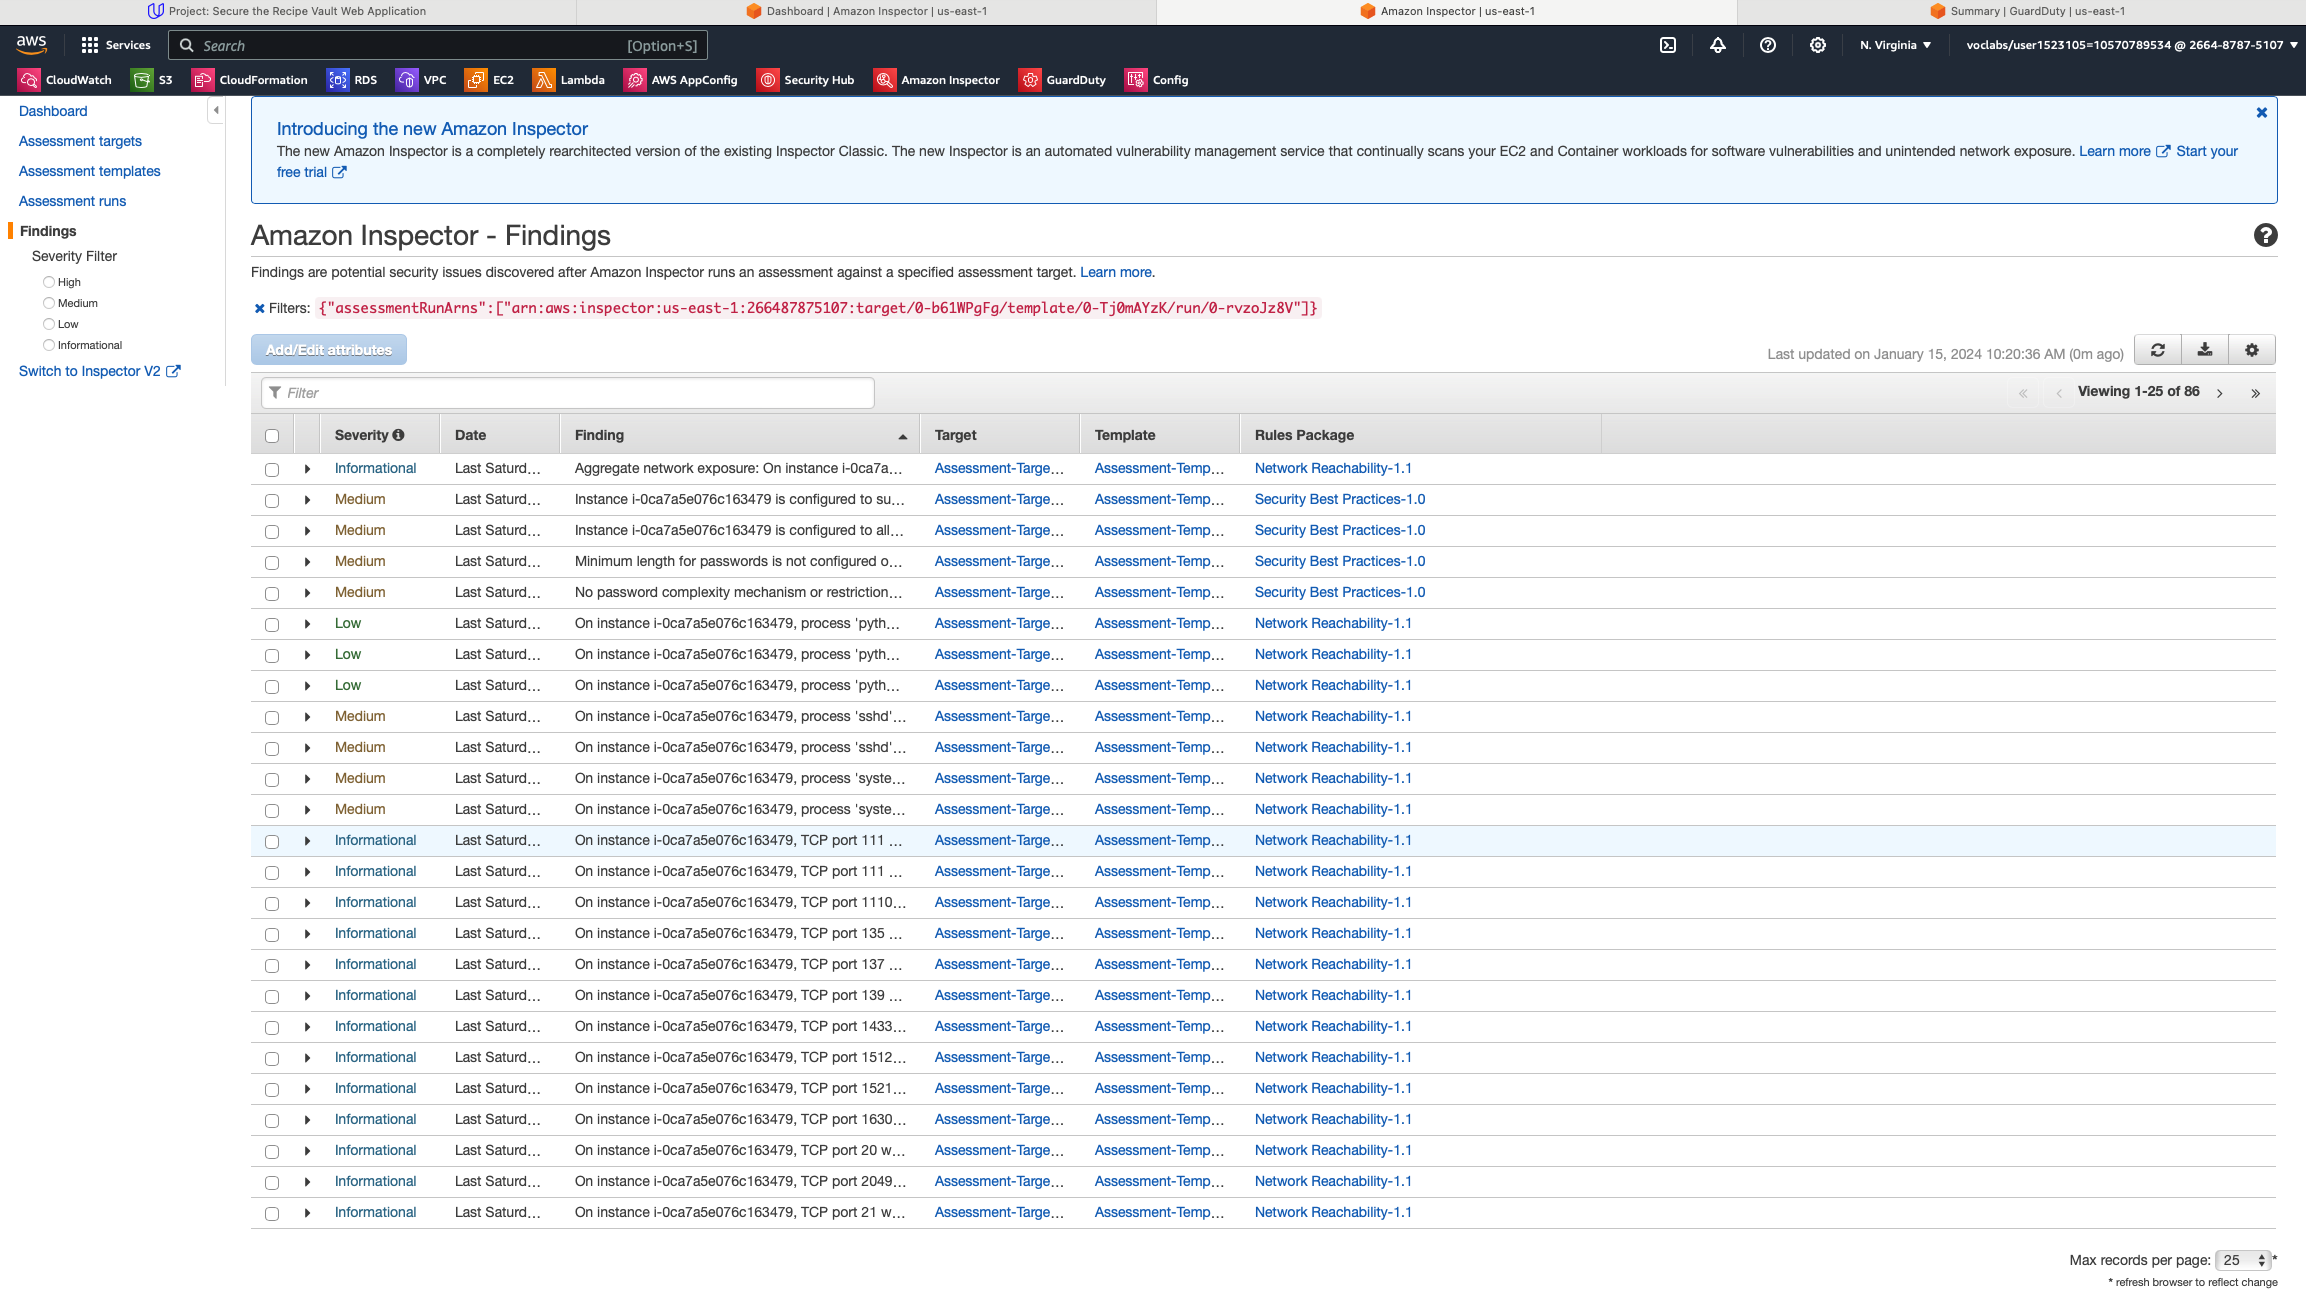 Project: Secure the Recipe Vault Web Application
Dashboard | Amazon Inspector | us-east-1
Amazon Inspector | us-east-1
Summary | GuardDuty | us-east-1
aws
Services
Search
[Option+S]
N. Virginia
voclabs/user1523105=10570789534 @ 2664-8787-5107
CloudWatch
S3
CloudFormation
RDS
VPC
EC2
Lambda
AWS AppConfig
Security Hub
Amazon Inspector
GuardDuty
Config
Dashboard
Assessment targets
Assessment templates
Assessment runs
Findings
Severity Filter
High
Medium
Low
Informational
Switch to Inspector V2
Introducing the new Amazon Inspector
The new Amazon Inspector is a completely rearchitected version of the existing Inspector Classic. The new Inspector is an automated vulnerability management service that continually scans your EC2 and Container workloads for software vulnerabilities and unintended network exposure. Learn more Start your
free trial
Amazon Inspector - Findings
Findings are potential security issues discovered after Amazon Inspector runs an assessment against a specified assessment target. Learn more.
Filters: {"assessmentRunArns":["arn:aws:inspector:us-east-1:266487875107:target/0-b61WPgFg/template/0-Tj0mAYzK/run/0-rvzoJz8V"]}
Add/Edit attributes
Last updated on January 15, 2024 10:20:36 AM (0m ago)
Filter
« ‹ Viewing 1-25 of 86 › »
Severity Date Finding Target Template Rules Package
Informational Last Saturd... Aggregate network exposure: On instance i-0ca7a... Assessment-Targe... Assessment-Temp... Network Reachability-1.1
Medium Last Saturd... Instance i-0ca7a5e076c163479 is configured to su... Assessment-Targe... Assessment-Temp... Security Best Practices-1.0
Medium Last Saturd... Instance i-0ca7a5e076c163479 is configured to all... Assessment-Targe... Assessment-Temp... Security Best Practices-1.0
Medium Last Saturd... Minimum length for passwords is not configured o... Assessment-Targe... Assessment-Temp... Security Best Practices-1.0
Medium Last Saturd... No password complexity mechanism or restriction... Assessment-Targe... Assessment-Temp... Security Best Practices-1.0
Low Last Saturd... On instance i-0ca7a5e076c163479, process 'pyth... Assessment-Targe... Assessment-Temp... Network Reachability-1.1
Low Last Saturd... On instance i-0ca7a5e076c163479, process 'pyth... Assessment-Targe... Assessment-Temp... Network Reachability-1.1
Low Last Saturd... On instance i-0ca7a5e076c163479, process 'pyth... Assessment-Targe... Assessment-Temp... Network Reachability-1.1
Medium Last Saturd... On instance i-0ca7a5e076c163479, process 'sshd'... Assessment-Targe... Assessment-Temp... Network Reachability-1.1
Medium Last Saturd... On instance i-0ca7a5e076c163479, process 'sshd'... Assessment-Targe... Assessment-Temp... Network Reachability-1.1
Medium Last Saturd... On instance i-0ca7a5e076c163479, process 'syste... Assessment-Targe... Assessment-Temp... Network Reachability-1.1
Medium Last Saturd... On instance i-0ca7a5e076c163479, process 'syste... Assessment-Targe... Assessment-Temp... Network Reachability-1.1
Informational Last Saturd... On instance i-0ca7a5e076c163479, TCP port 111 ... Assessment-Targe... Assessment-Temp... Network Reachability-1.1
Informational Last Saturd... On instance i-0ca7a5e076c163479, TCP port 111 ... Assessment-Targe... Assessment-Temp... Network Reachability-1.1
Informational Last Saturd... On instance i-0ca7a5e076c163479, TCP port 1110... Assessment-Targe... Assessment-Temp... Network Reachability-1.1
Informational Last Saturd... On instance i-0ca7a5e076c163479, TCP port 135 ... Assessment-Targe... Assessment-Temp... Network Reachability-1.1
Informational Last Saturd... On instance i-0ca7a5e076c163479, TCP port 137 ... Assessment-Targe... Assessment-Temp... Network Reachability-1.1
Informational Last Saturd... On instance i-0ca7a5e076c163479, TCP port 139 ... Assessment-Targe... Assessment-Temp... Network Reachability-1.1
Informational Last Saturd... On instance i-0ca7a5e076c163479, TCP port 1433... Assessment-Targe... Assessment-Temp... Network Reachability-1.1
Informational Last Saturd... On instance i-0ca7a5e076c163479, TCP port 1512... Assessment-Targe... Assessment-Temp... Network Reachability-1.1
Informational Last Saturd... On instance i-0ca7a5e076c163479, TCP port 1521... Assessment-Targe... Assessment-Temp... Network Reachability-1.1
Informational Last Saturd... On instance i-0ca7a5e076c163479, TCP port 1630... Assessment-Targe... Assessment-Temp... Network Reachability-1.1
Informational Last Saturd... On instance i-0ca7a5e076c163479, TCP port 20 w... Assessment-Targe... Assessment-Temp... Network Reachability-1.1
Informational Last Saturd... On instance i-0ca7a5e076c163479, TCP port 2049... Assessment-Targe... Assessment-Temp... Network Reachability-1.1
Informational Last Saturd... On instance i-0ca7a5e076c163479, TCP port 21 w... Assessment-Targe... Assessment-Temp... Network Reachability-1.1
Max records per page: 25 *
* refresh browser to reflect change